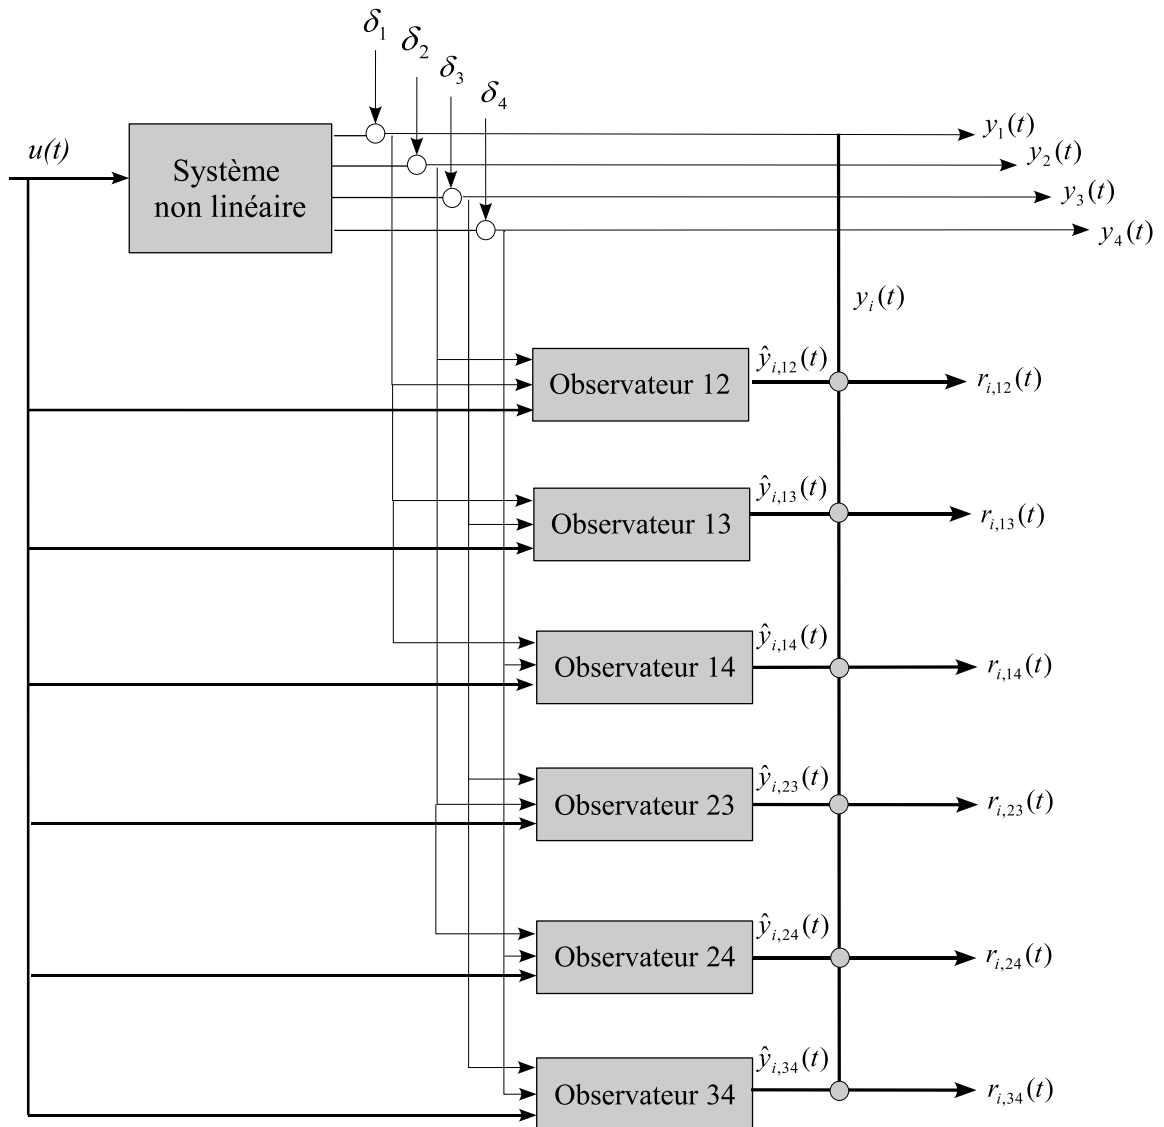 δ₁
δ₂
δ₃
δ₄
u(t)
Système
non linéaire
y₁(t)
y₂(t)
y₃(t)
y₄(t)
yᵢ(t)
Observateur 12
ŷᵢ,₁₂(t)
rᵢ,₁₂(t)
Observateur 13
ŷᵢ,₁₃(t)
rᵢ,₁₃(t)
Observateur 14
ŷᵢ,₁₄(t)
rᵢ,₁₄(t)
Observateur 23
ŷᵢ,₂₃(t)
rᵢ,₂₃(t)
Observateur 24
ŷᵢ,₂₄(t)
rᵢ,₂₄(t)
Observateur 34
ŷᵢ,₃₄(t)
rᵢ,₃₄(t)